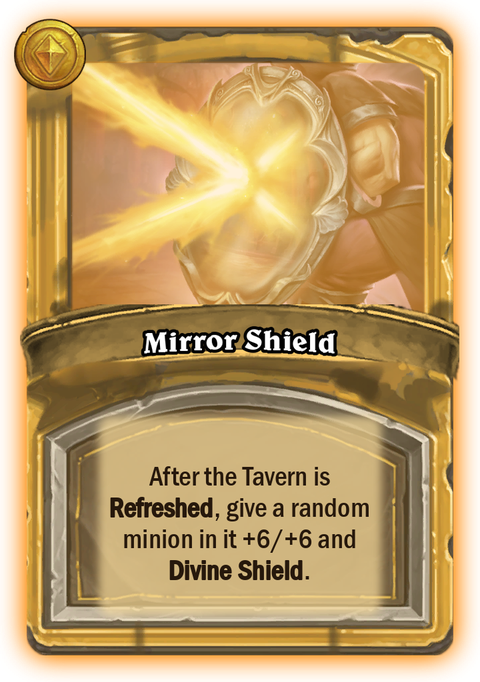 Mirror Shield
After the Tavern is
Refreshed, give a random
minion in it +6/+6 and
Divine Shield.